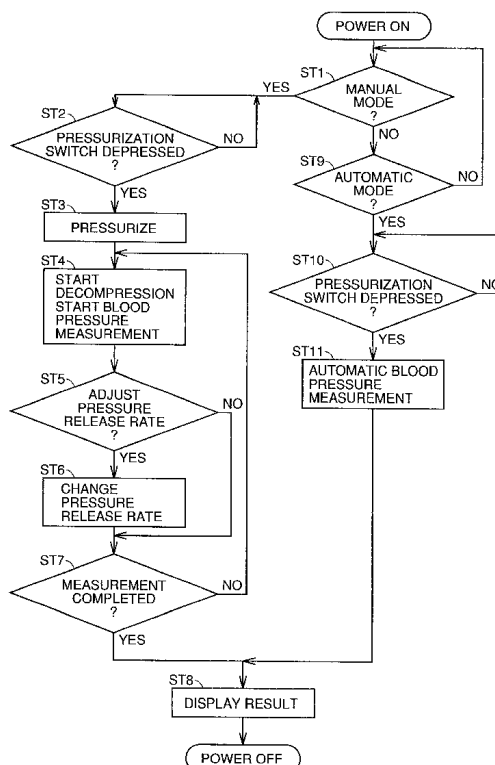 POWER ON
ST1
MANUAL
MODE
?
YES
NO
ST2
PRESSURIZATION
SWITCH DEPRESSED
?
NO
YES
ST9
AUTOMATIC
MODE
?
NO
YES
ST3
PRESSURIZE
ST4
START
DECOMPRESSION
START BLOOD
PRESSURE
MEASUREMENT
ST10
PRESSURIZATION
SWITCH DEPRESSED
?
NO
YES
ST11
AUTOMATIC BLOOD
PRESSURE
MEASUREMENT
ST5
ADJUST
PRESSURE
RELEASE RATE
?
NO
YES
ST6
CHANGE
PRESSURE
RELEASE RATE
ST7
MEASUREMENT
COMPLETED
?
NO
YES
ST8
DISPLAY RESULT
POWER OFF